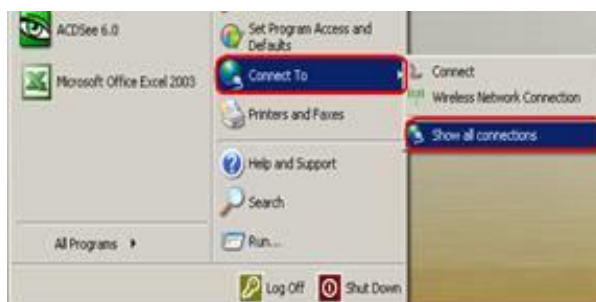 ACDSee 6.0
Microsoft Office Excel 2003
All Programs
Set Program Access and
Defaults
Connect To
Printers and Faxes
Help and Support
Search
Run...
Log Off
Shut Down
Connect
Wireless Network Connection
Show all connections